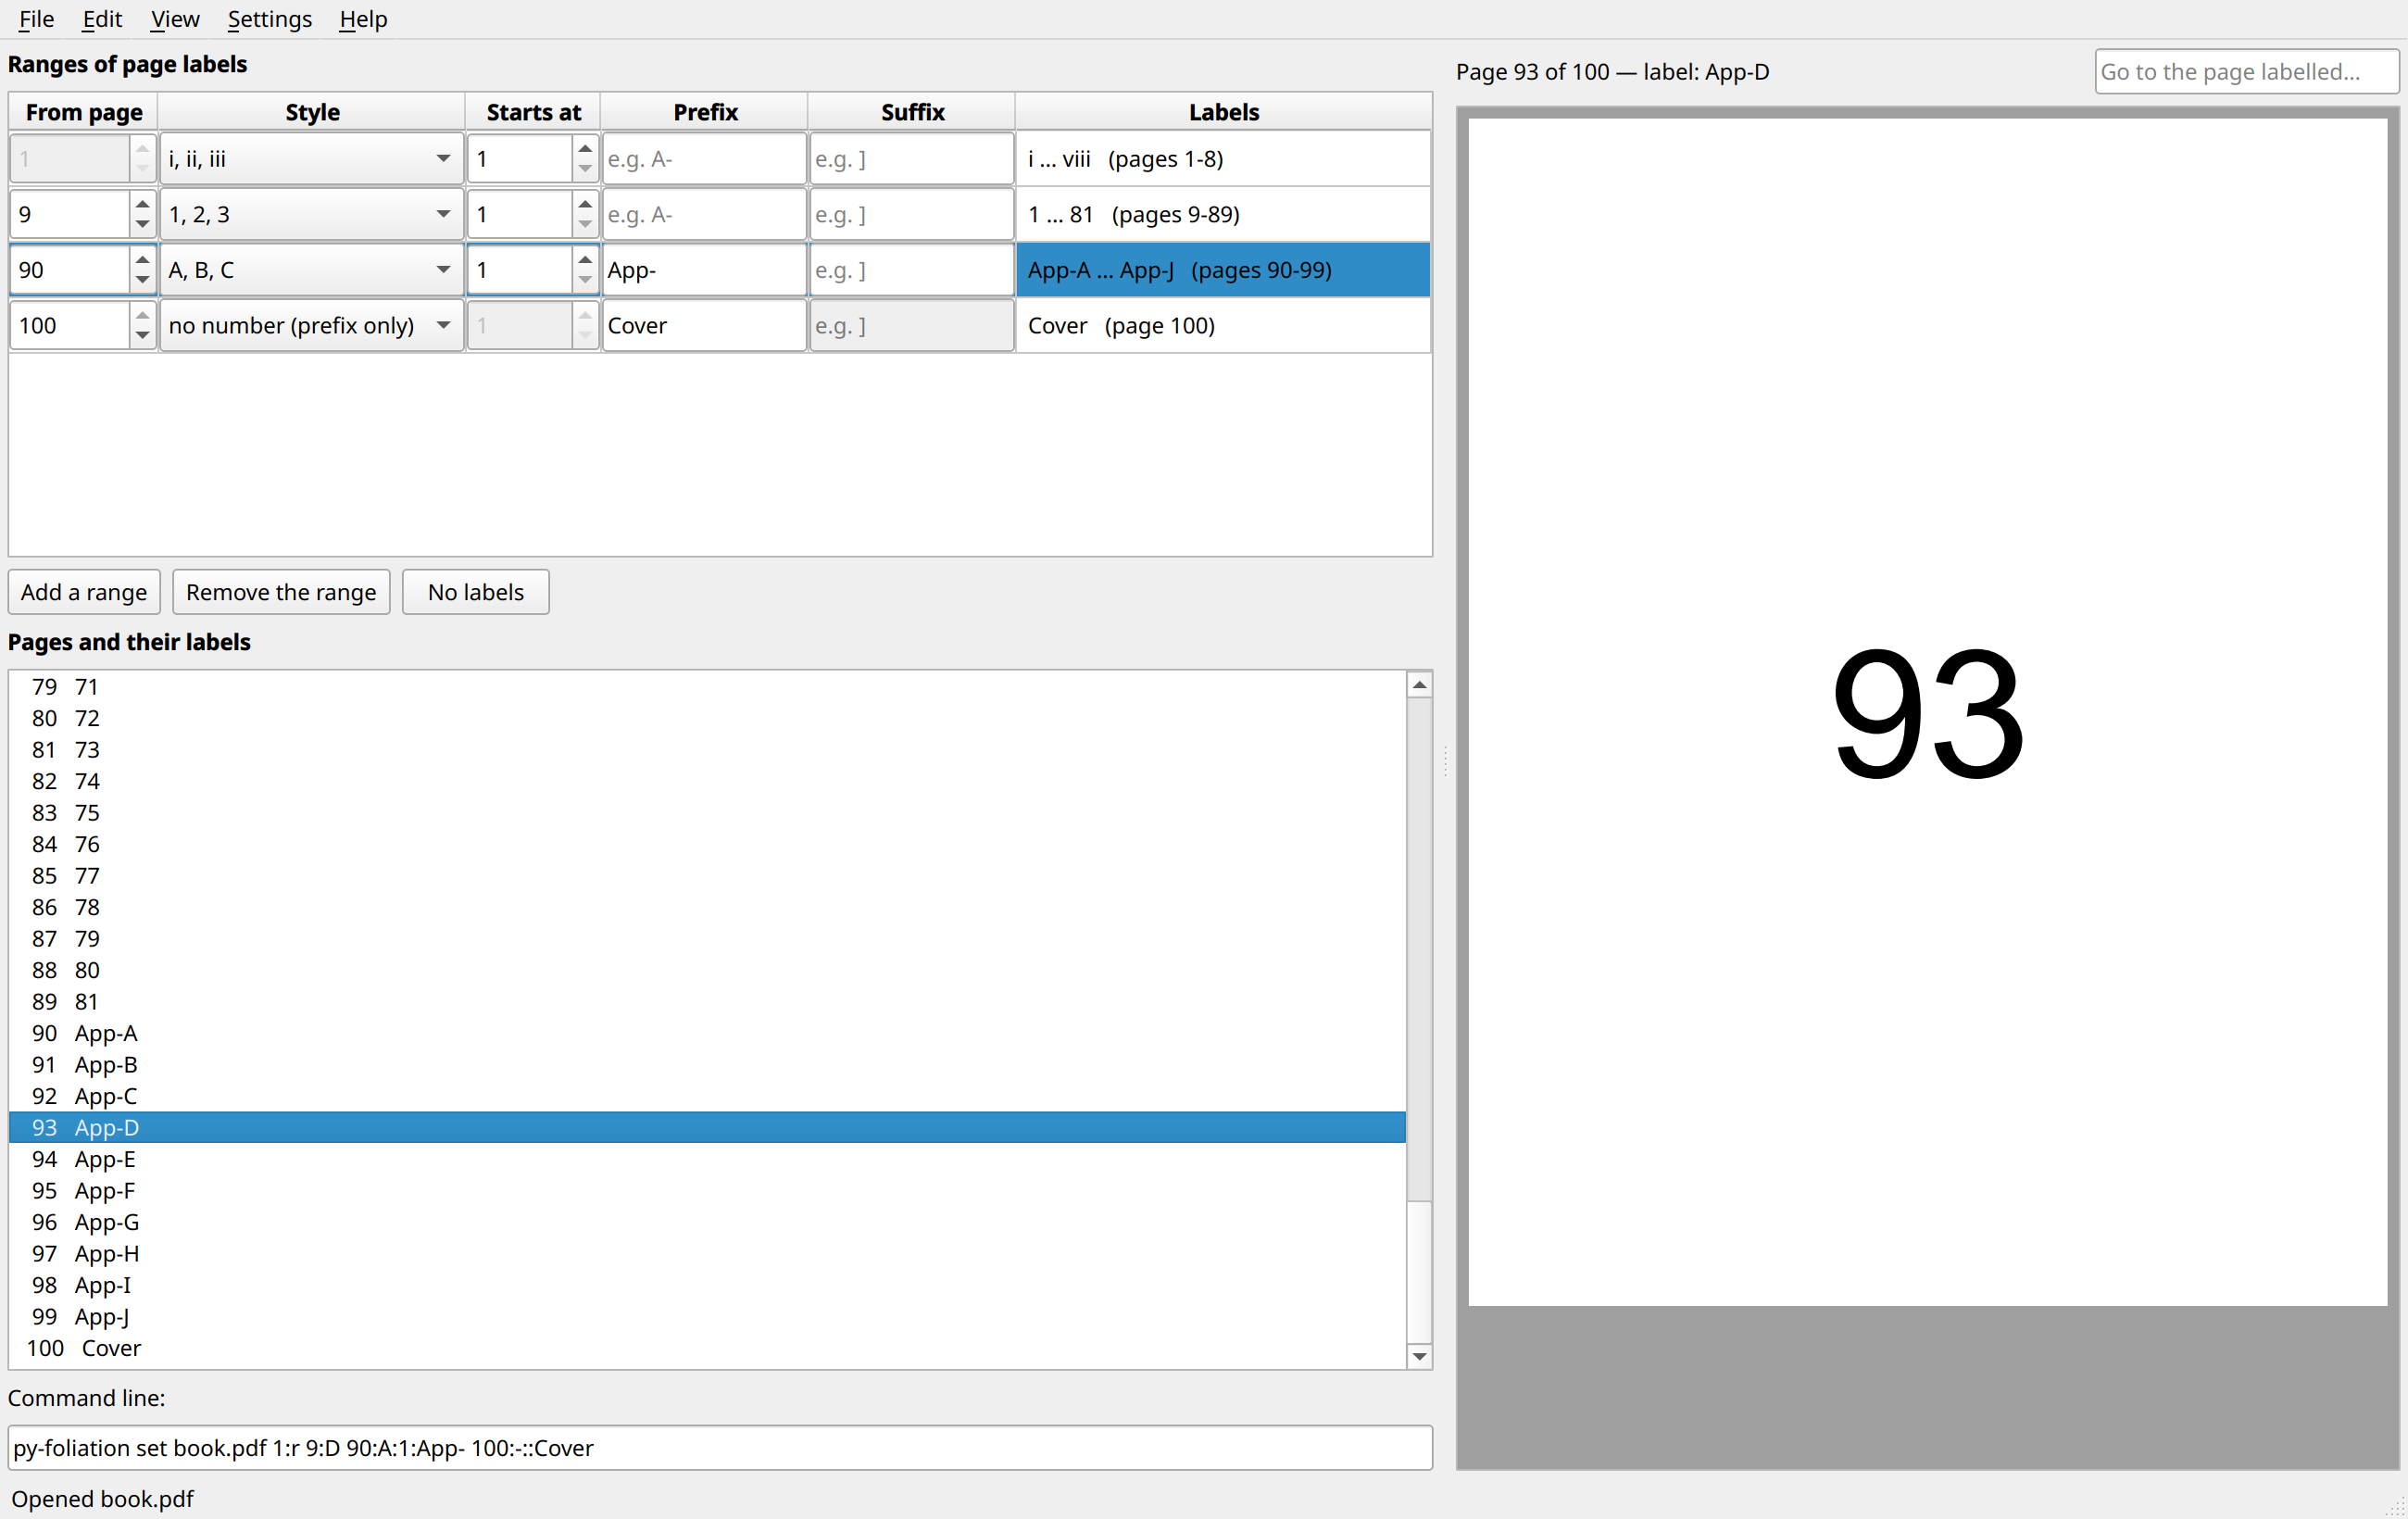 File Edit View Settings Help
Ranges of page labels
From page Style Starts at Prefix Suffix Labels
1 i, ii, iii 1 e.g. A- e.g. ] i ... viii (pages 1-8)
9 1, 2, 3 1 e.g. A- e.g. ] 1 ... 81 (pages 9-89)
90 A, B, C 1 App- e.g. ] App-A ... App-J (pages 90-99)
100 no number (prefix only) 1 Cover e.g. ] Cover (page 100)
Add a range Remove the range No labels
Pages and their labels
79 71
80 72
81 73
82 74
83 75
84 76
85 77
86 78
87 79
88 80
89 81
90 App-A
91 App-B
92 App-C
93 App-D
94 App-E
95 App-F
96 App-G
97 App-H
98 App-I
99 App-J
100 Cover
Command line:
py-foliation set book.pdf 1:r 9:D 90:A:1:App- 100:-::Cover
Opened book.pdf
Page 93 of 100 — label: App-D
Go to the page labelled...
93